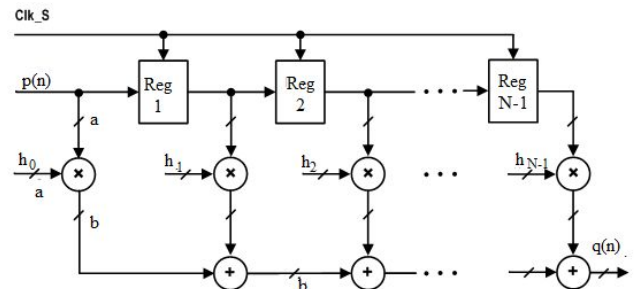 Clk_S
p(n)
Reg
1
Reg
2
Reg
N-1
a
h0
a
h1
h2
hN-1
b
q(n)
b